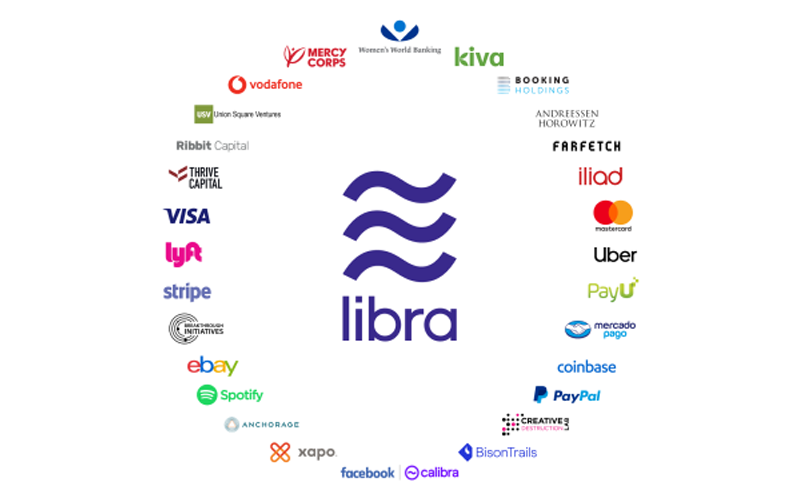 Women's World Banking
MERCY
CORPS
kiva
vodafone
BOOKING
HOLDINGS
USV Union Square Ventures
ANDREESSEN
HOROWITZ
Ribbit Capital
FARFETCH
THRIVE
CAPITAL
iliad
VISA
mastercard
lyft
Uber
stripe
PayU
BREAKTHROUGH
INITIATIVES
mercado
pago
libra
ebay
coinbase
Spotify
PayPal
ANCHORAGE
CREATIVE
DESTRUCTION
LAB
xapo
BisonTrails
facebook | calibra